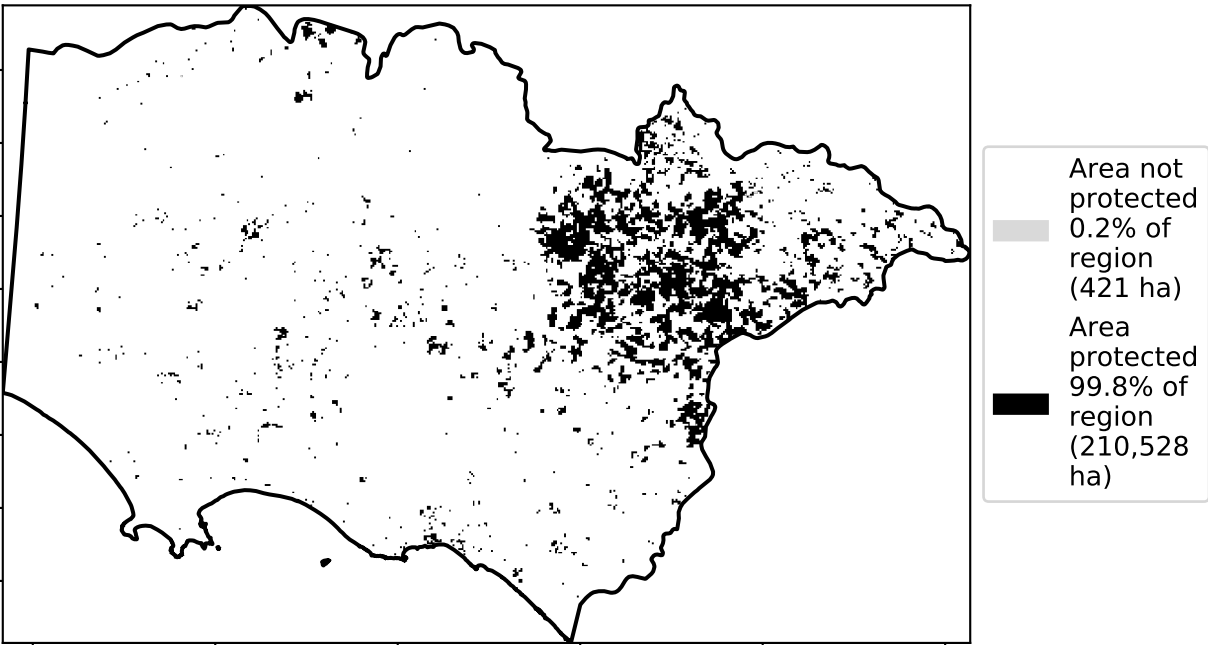 Area not
protected
0.2% of
region
(421 ha)
Area
protected
99.8% of
region
(210,528
ha)